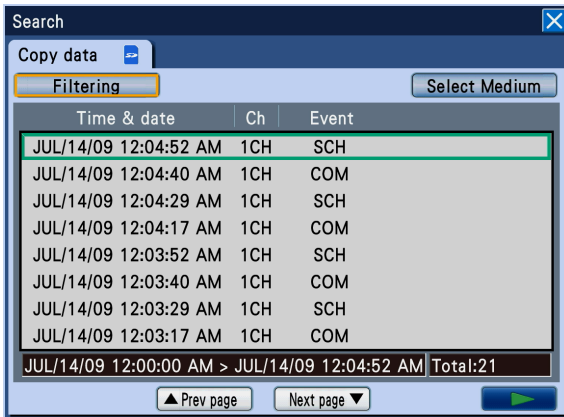 Search
Copy data
Filtering Select Medium
Time & date Ch Event
JUL/14/09 12:04:52 AM 1CH SCH
JUL/14/09 12:04:40 AM 1CH COM
JUL/14/09 12:04:29 AM 1CH SCH
JUL/14/09 12:04:17 AM 1CH COM
JUL/14/09 12:03:52 AM 1CH SCH
JUL/14/09 12:03:40 AM 1CH COM
JUL/14/09 12:03:29 AM 1CH SCH
JUL/14/09 12:03:17 AM 1CH COM
JUL/14/09 12:00:00 AM > JUL/14/09 12:04:52 AM Total:21
▲ Prev page Next page ▼